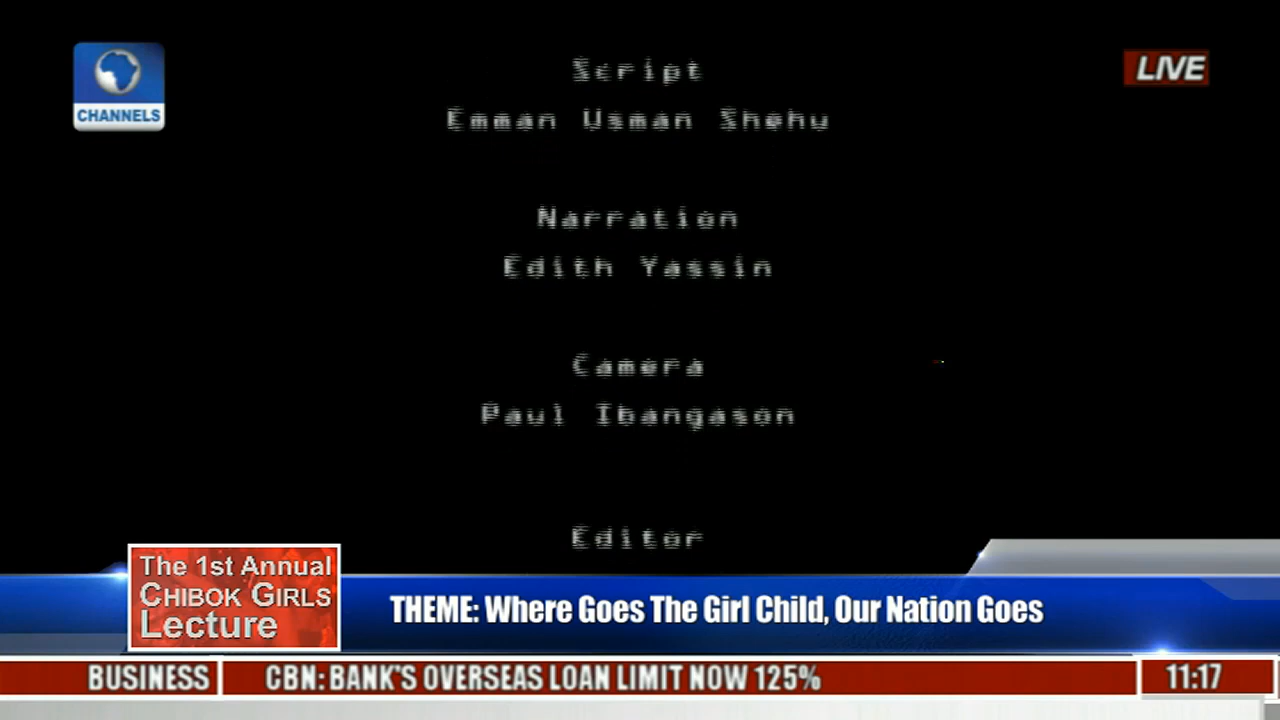 CHANNELS
LIVE
Script
Emman Usman Shehu
Narration
Edith Yassin
Camera
Paul Ibangason
Editor
The 1st Annual
CHIBOK GIRLS
Lecture
THEME: Where Goes The Girl Child, Our Nation Goes
BUSINESS
CBN: BANK'S OVERSEAS LOAN LIMIT NOW 125%
11:17